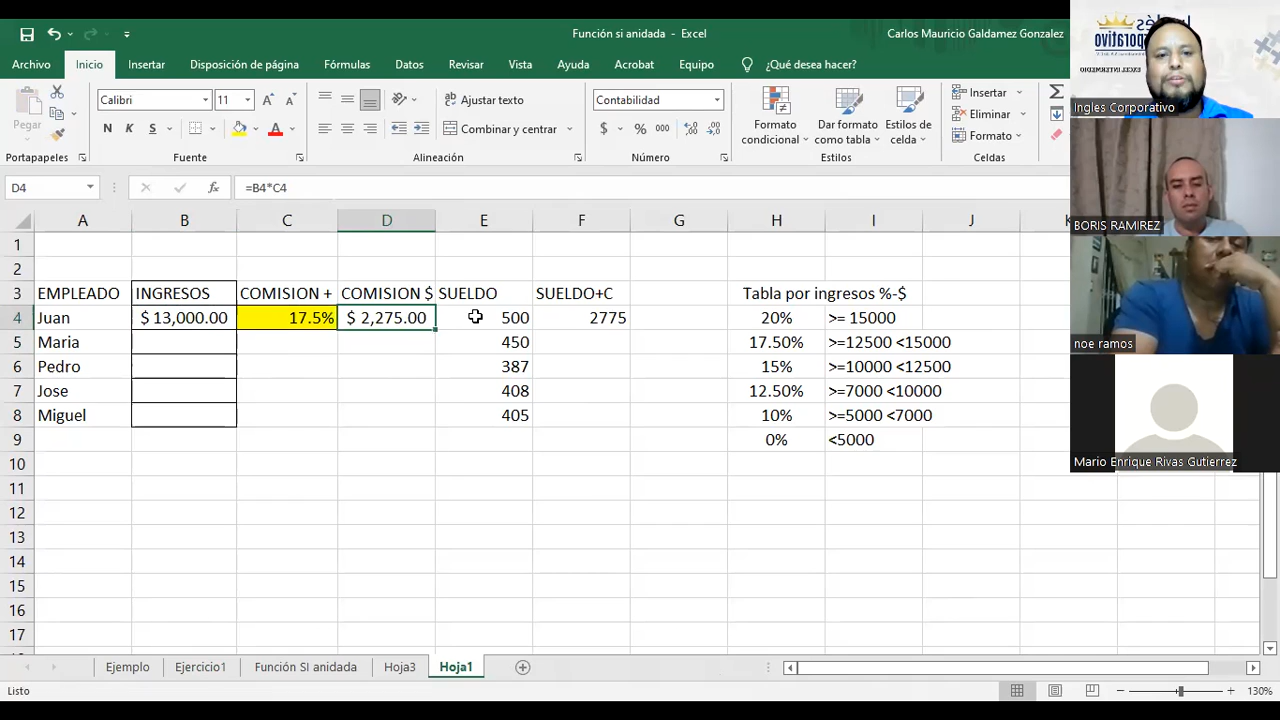 Función si anidada - Excel
Carlos Mauricio Galdamez Gonzalez
Archivo Inicio Insertar Disposición de página Fórmulas Datos Revisar Vista Ayuda Acrobat Equipo ¿Qué desea hacer?
Pegar
Calibri 11
N K S A
Ajustar texto
Combinar y centrar
Contabilidad
$ % 000
Formato condicional
Dar formato como tabla
Estilos de celda
Insertar
Eliminar
Formato
Portapapeles Fuente Alineación Número Estilos Celdas
D4 fx =B4*C4
A B C D E F G H I J K
1
2
3 EMPLEADO INGRESOS COMISION + COMISION $ SUELDO SUELDO+C Tabla por ingresos %-$
4 Juan $ 13,000.00 17.5% $ 2,275.00 500 2775 20% >= 15000
5 Maria 450 17.50% >=12500 <15000
6 Pedro 387 15% >=10000 <12500
7 Jose 408 12.50% >=7000 <10000
8 Miguel 405 10% >=5000 <7000
9 0% <5000
10
11
12
13
14
15
16
17
Ejemplo Ejercicio1 Función SI anidada Hoja3 Hoja1
Listo
130%
Ingles Corporativo
BORIS RAMIREZ
noe ramos
Mario Enrique Rivas Gutierrez